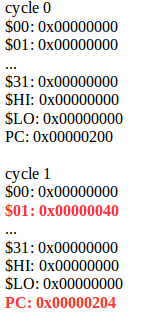 cycle 0
$00: 0x00000000
$01: 0x00000000
...
$31: 0x00000000
$HI: 0x00000000
$LO: 0x00000000
PC: 0x00000200
cycle 1
$00: 0x00000000
$01: 0x00000040
...
$31: 0x00000000
$HI: 0x00000000
$LO: 0x00000000
PC: 0x00000204